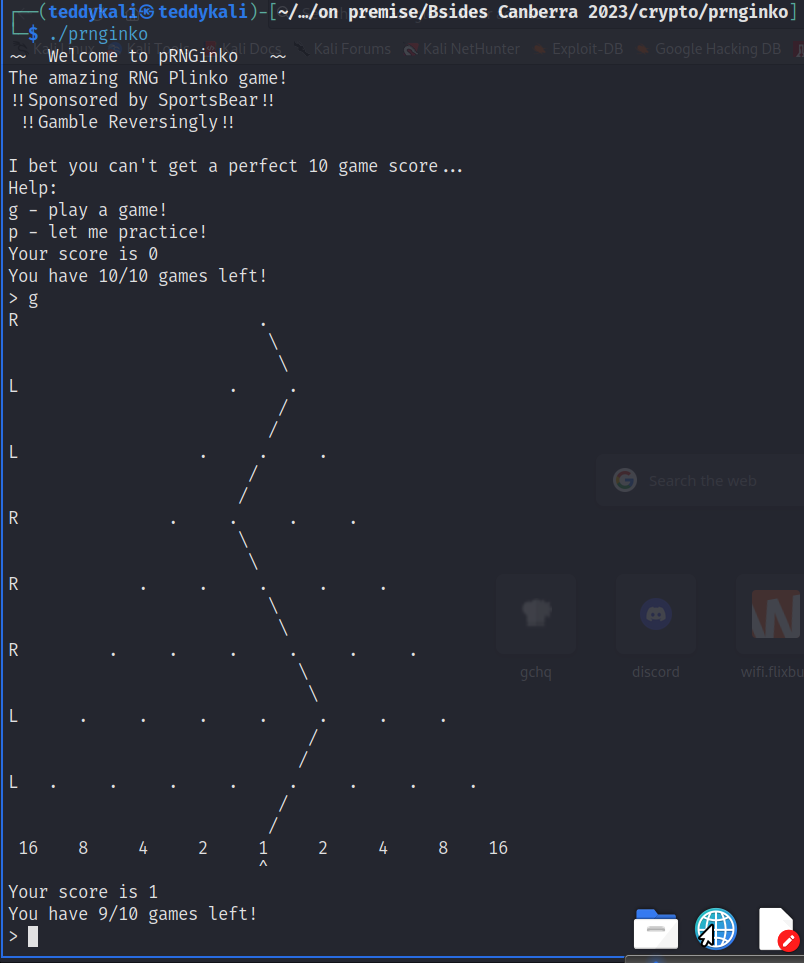 (teddykali㉿teddykali)-[~/…/on premise/Bsides Canberra 2023/crypto/prnginko]
$ ./prnginko
Kali Linux Kali Tools Kali Docs Kali Forums Kali NetHunter Exploit-DB Google Hacking DB
~~ Welcome to pRNGinko ~~
The amazing RNG Plinko game!
!!Sponsored by SportsBear!!
!!Gamble Reversingly!!
I bet you can't get a perfect 10 game score...
Help:
g - play a game!
p - let me practice!
Your score is 0
You have 10/10 games left!
> g
R .
\
\
L . .
/
/
L . . .
/
/
Search the web
R . . . .
\
\
R . . . . .
\
\
R . . . . . .
\
\
gchq discord wifi.flixbu
L . . . . . . .
/
/
L . . . . . . . .
/
/
16 8 4 2 1 2 4 8 16
^
Your score is 1
You have 9/10 games left!
>